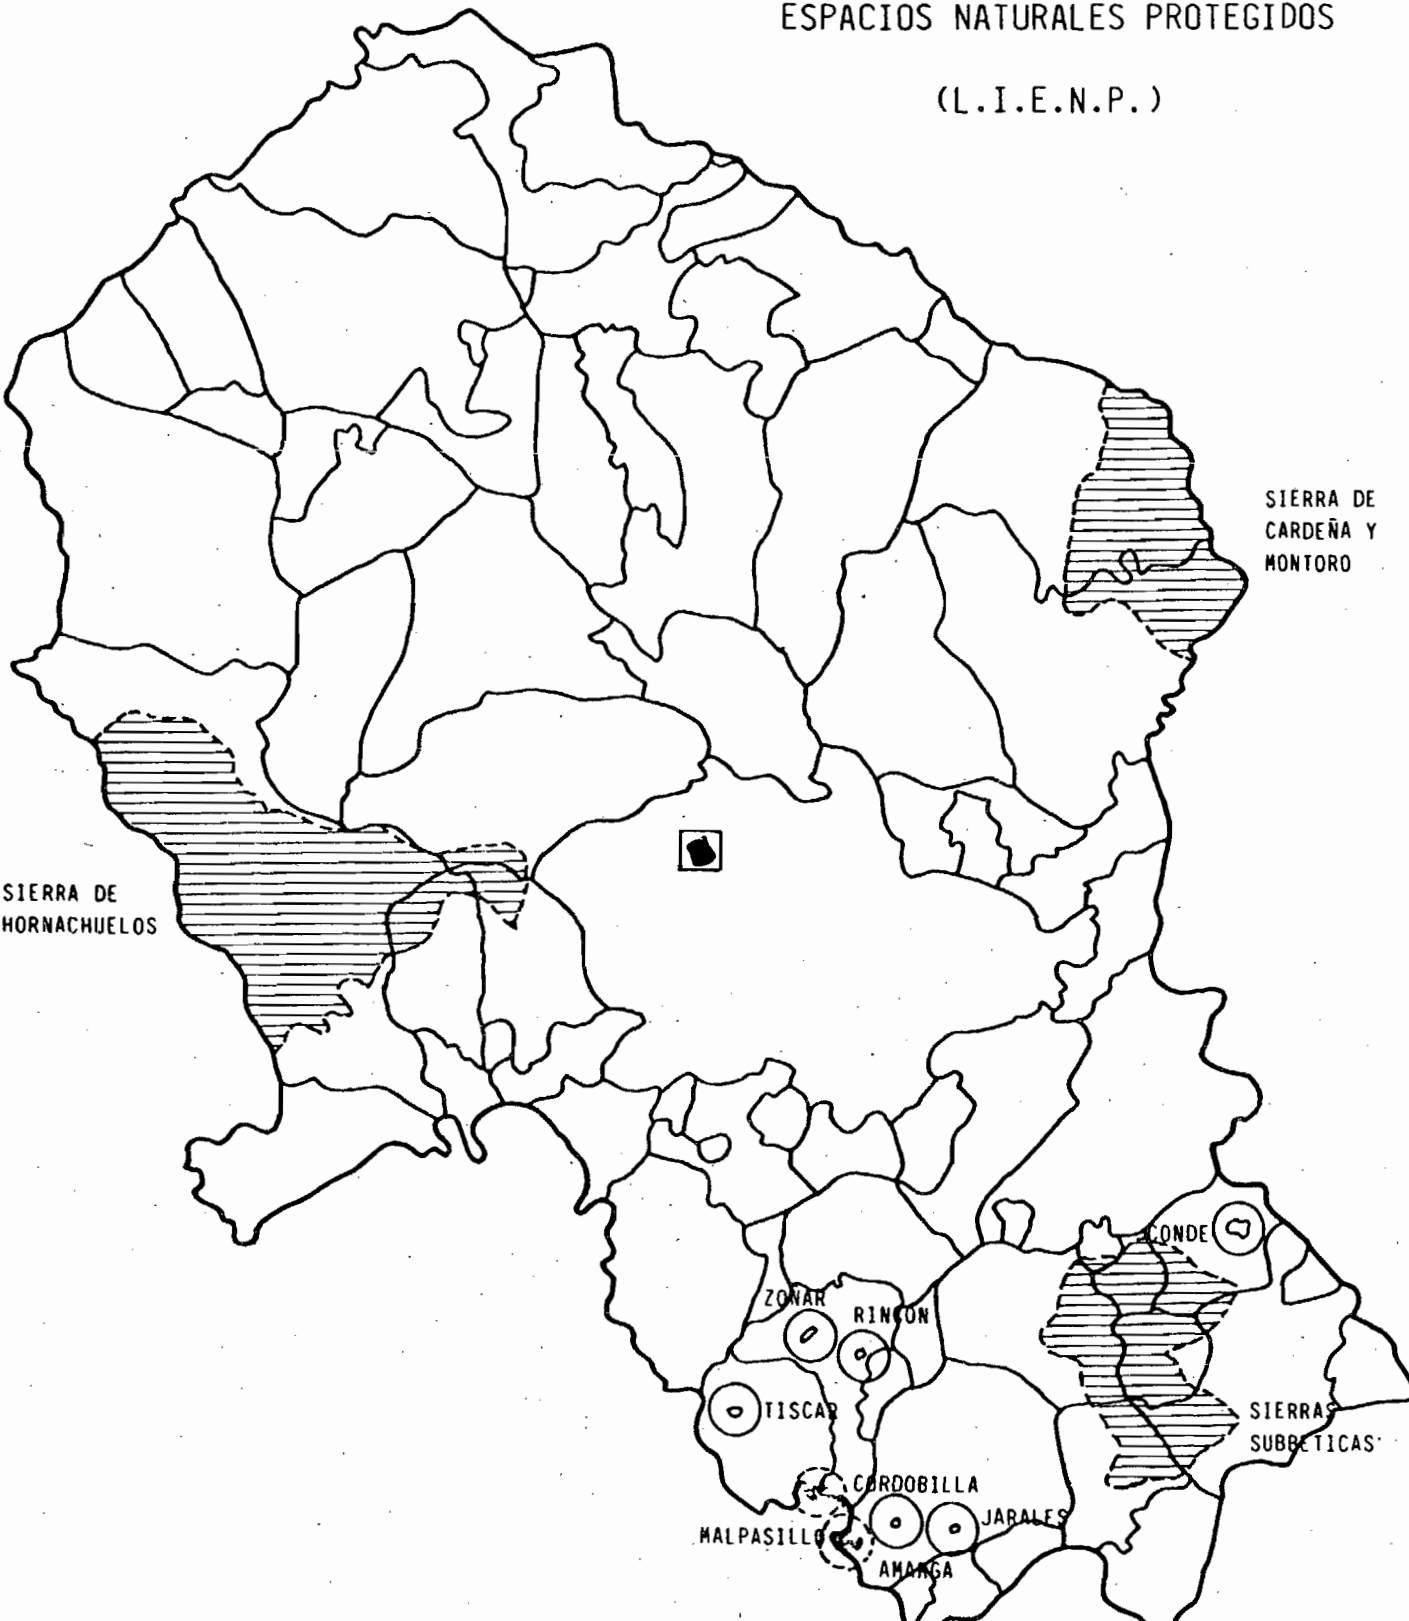 ESPACIOS NATURALES PROTEGIDOS
(L.I.E.N.P.)
SIERRA DE
CARDEÑA Y
MONTORO
SIERRA DE
HORNACHUELOS
CONDE
ZOÑAR
RINCON
TISCAR
SIERRAS
SUBBETICAS
CORDOBILLA
JARALES
MALPASILLO
AMARGA